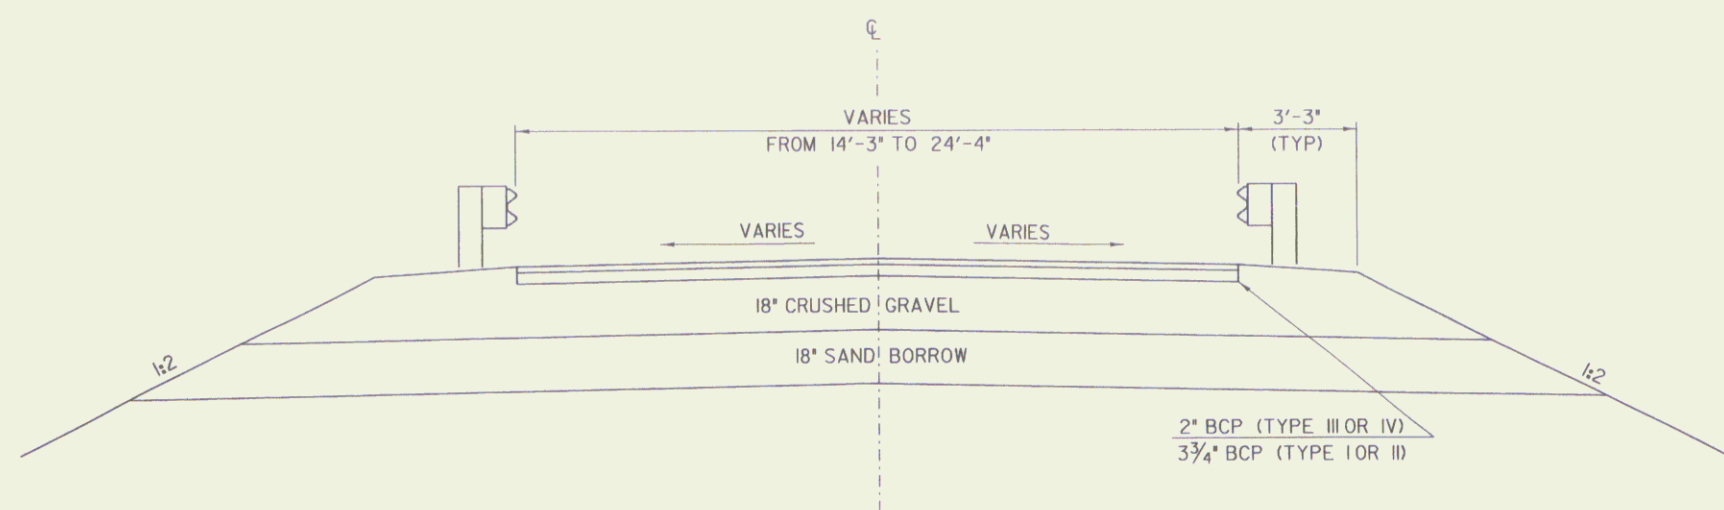 ℄
VARIES
FROM 14'-3" TO 24'-4"
3'-3"
(TYP)
VARIES
VARIES
18" CRUSHED GRAVEL
18" SAND BORROW
1:2
1:2
2" BCP (TYPE III OR IV)
3¾" BCP (TYPE I OR II)